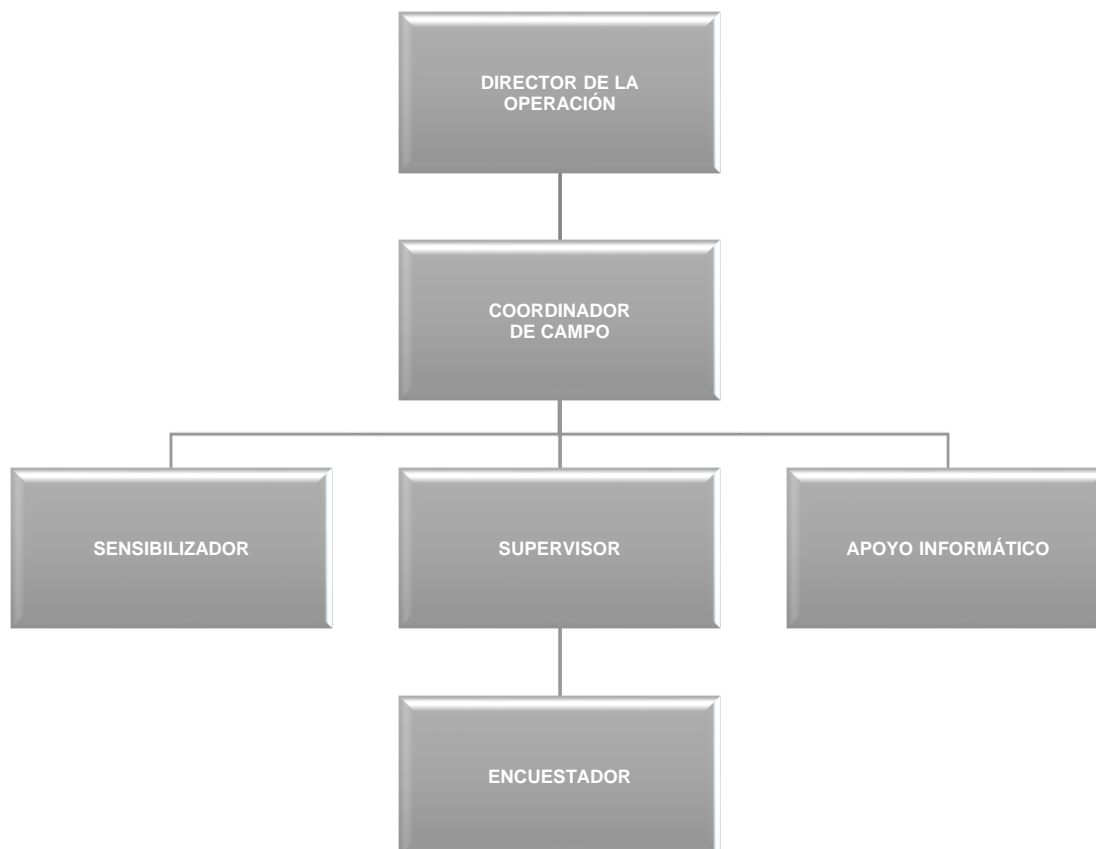 DIRECTOR DE LA
OPERACIÓN
COORDINADOR
DE CAMPO
SENSIBILIZADOR
SUPERVISOR
APOYO INFORMÁTICO
ENCUESTADOR